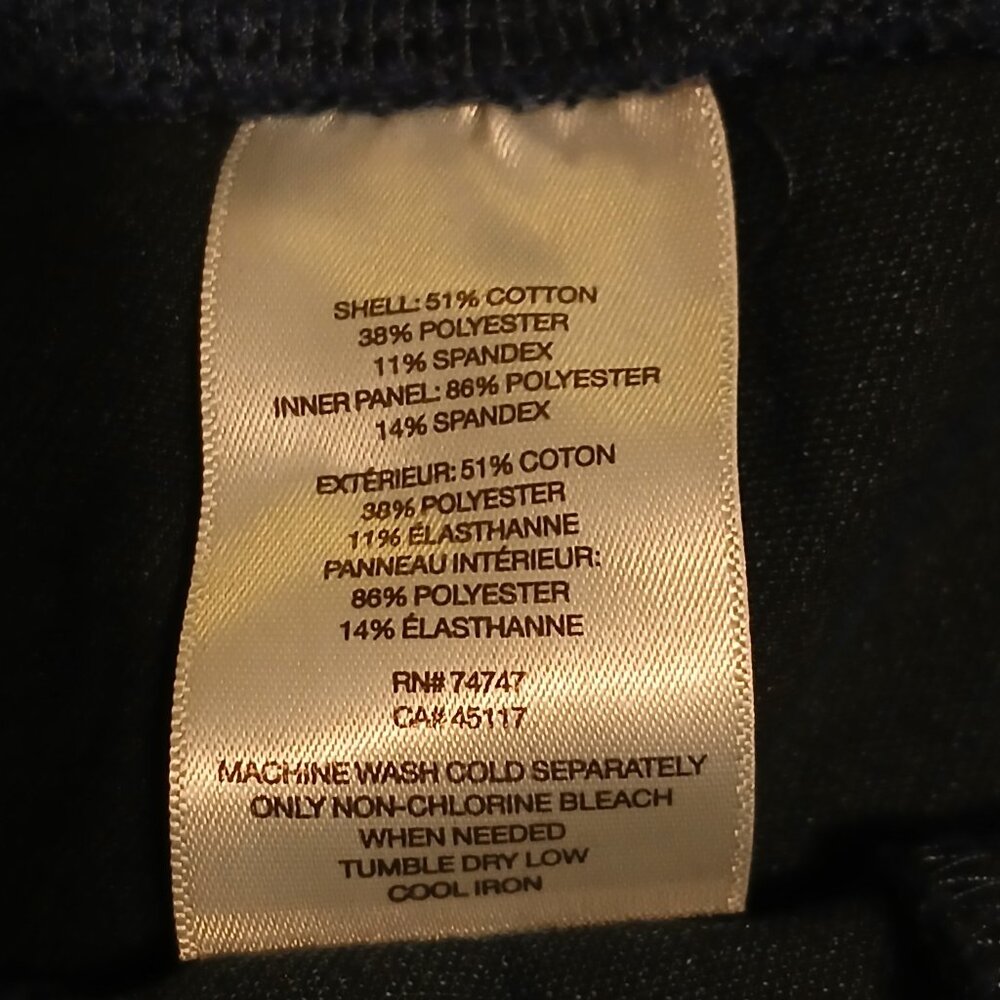 SHELL: 51% COTTON
38% POLYESTER
11% SPANDEX
INNER PANEL: 86% POLYESTER
14% SPANDEX
EXTÉRIEUR: 51% COTON
38% POLYESTER
11% ÉLASTHANNE
PANNEAU INTÉRIEUR:
86% POLYESTER
14% ÉLASTHANNE
RN# 74747
CA# 45117
MACHINE WASH COLD SEPARATELY
ONLY NON-CHLORINE BLEACH
WHEN NEEDED
TUMBLE DRY LOW
COOL IRON